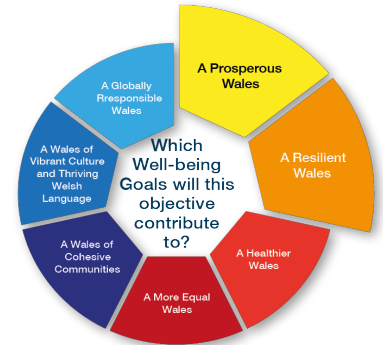 A Prosperous
Wales
A Resilient
Wales
A Healthier
Wales
A More Equal
Wales
A Wales of
Cohesive
Communities
A Wales of
Vibrant Culture
and Thriving
Welsh
Language
A Globally
Rresponsible
Wales
Which
Well-being
Goals will this
objective
contribute
to?